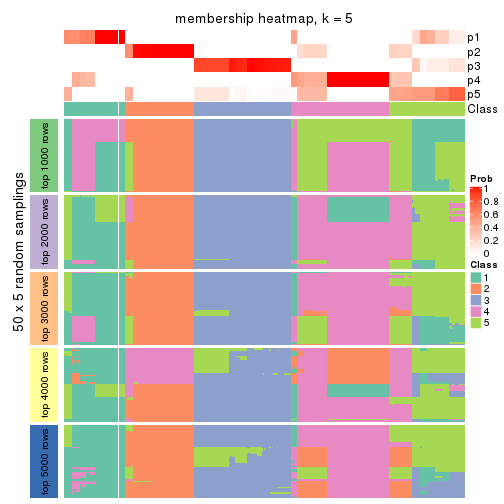 membership heatmap, k = 5
p1
p2
p3
p4
p5
Class
50 x 5 random samplings
top 1000 rows
top 2000 rows
top 3000 rows
top 4000 rows
top 5000 rows
Prob
1
0.8
0.6
0.4
0.2
0
Class
1
2
3
4
5